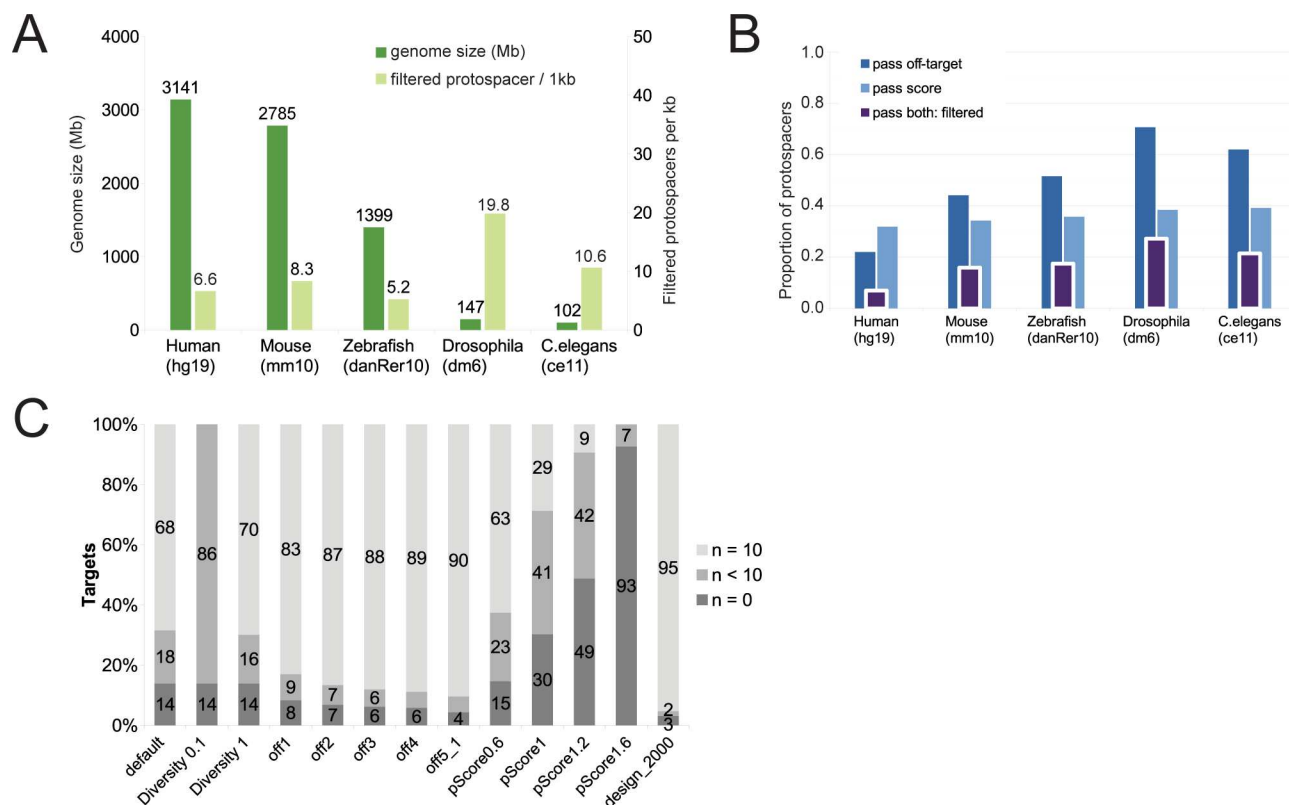 A
4000
3000
2000
1000
0
Genome size (Mb)
50
40
30
20
10
0
Filtered protospacers per kb
genome size (Mb)
filtered protospacer / 1kb
3141
6.6
2785
8.3
1399
5.2
147
19.8
102
10.6
Human
(hg19)
Mouse
(mm10)
Zebrafish
(danRer10)
Drosophila
(dm6)
C.elegans
(ce11)
B
1.0
0.8
0.6
0.4
0.2
0.0
Proportion of protospacers
pass off-target
pass score
pass both: filtered
Human
(hg19)
Mouse
(mm10)
Zebrafish
(danRer10)
Drosophila
(dm6)
C.elegans
(ce11)
C
100%
80%
60%
40%
20%
0%
Targets
68
18
14
86
14
70
16
14
83
9
8
87
7
7
88
6
6
89
6
90
4
63
23
15
29
41
30
9
42
49
7
93
95
2
3
default
Diversity 0.1
Diversity 1
off1
off2
off3
off4
off5_1
pScore0.6
pScore1
pScore1.2
pScore1.6
design_2000
n = 10
n < 10
n = 0